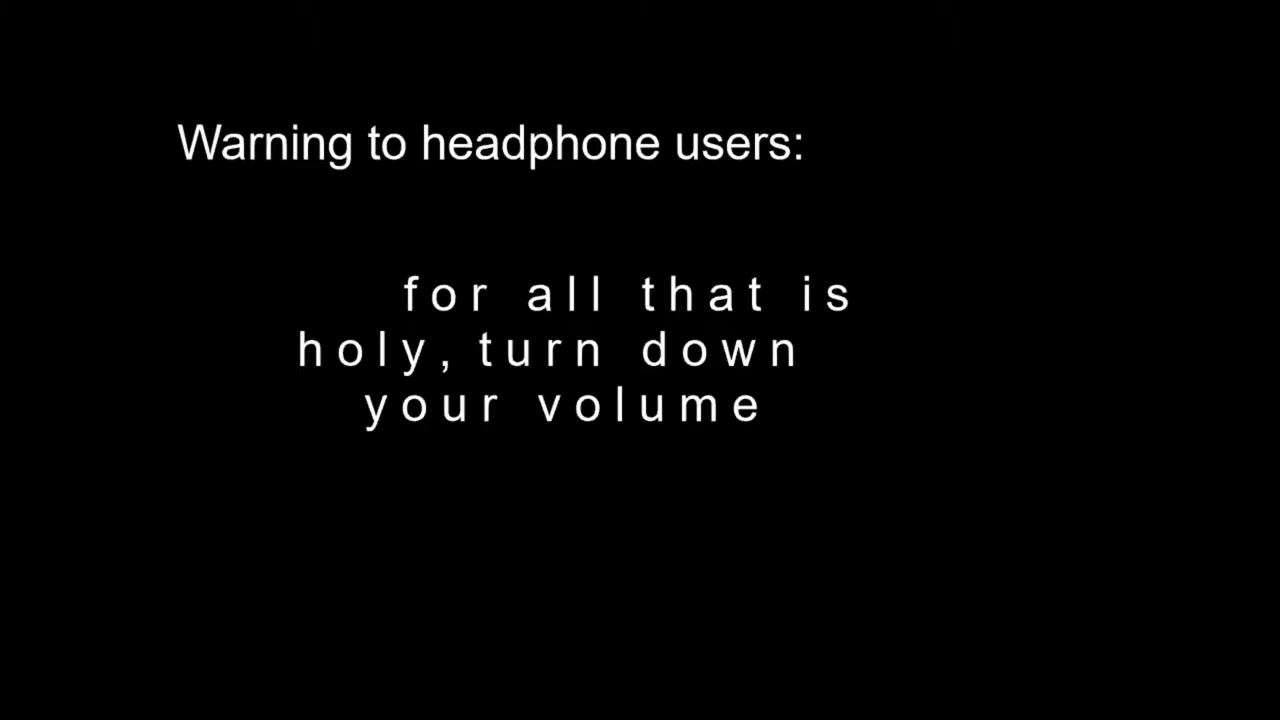 Warning to headphone users:
for all that is
holy, turn down
your volume